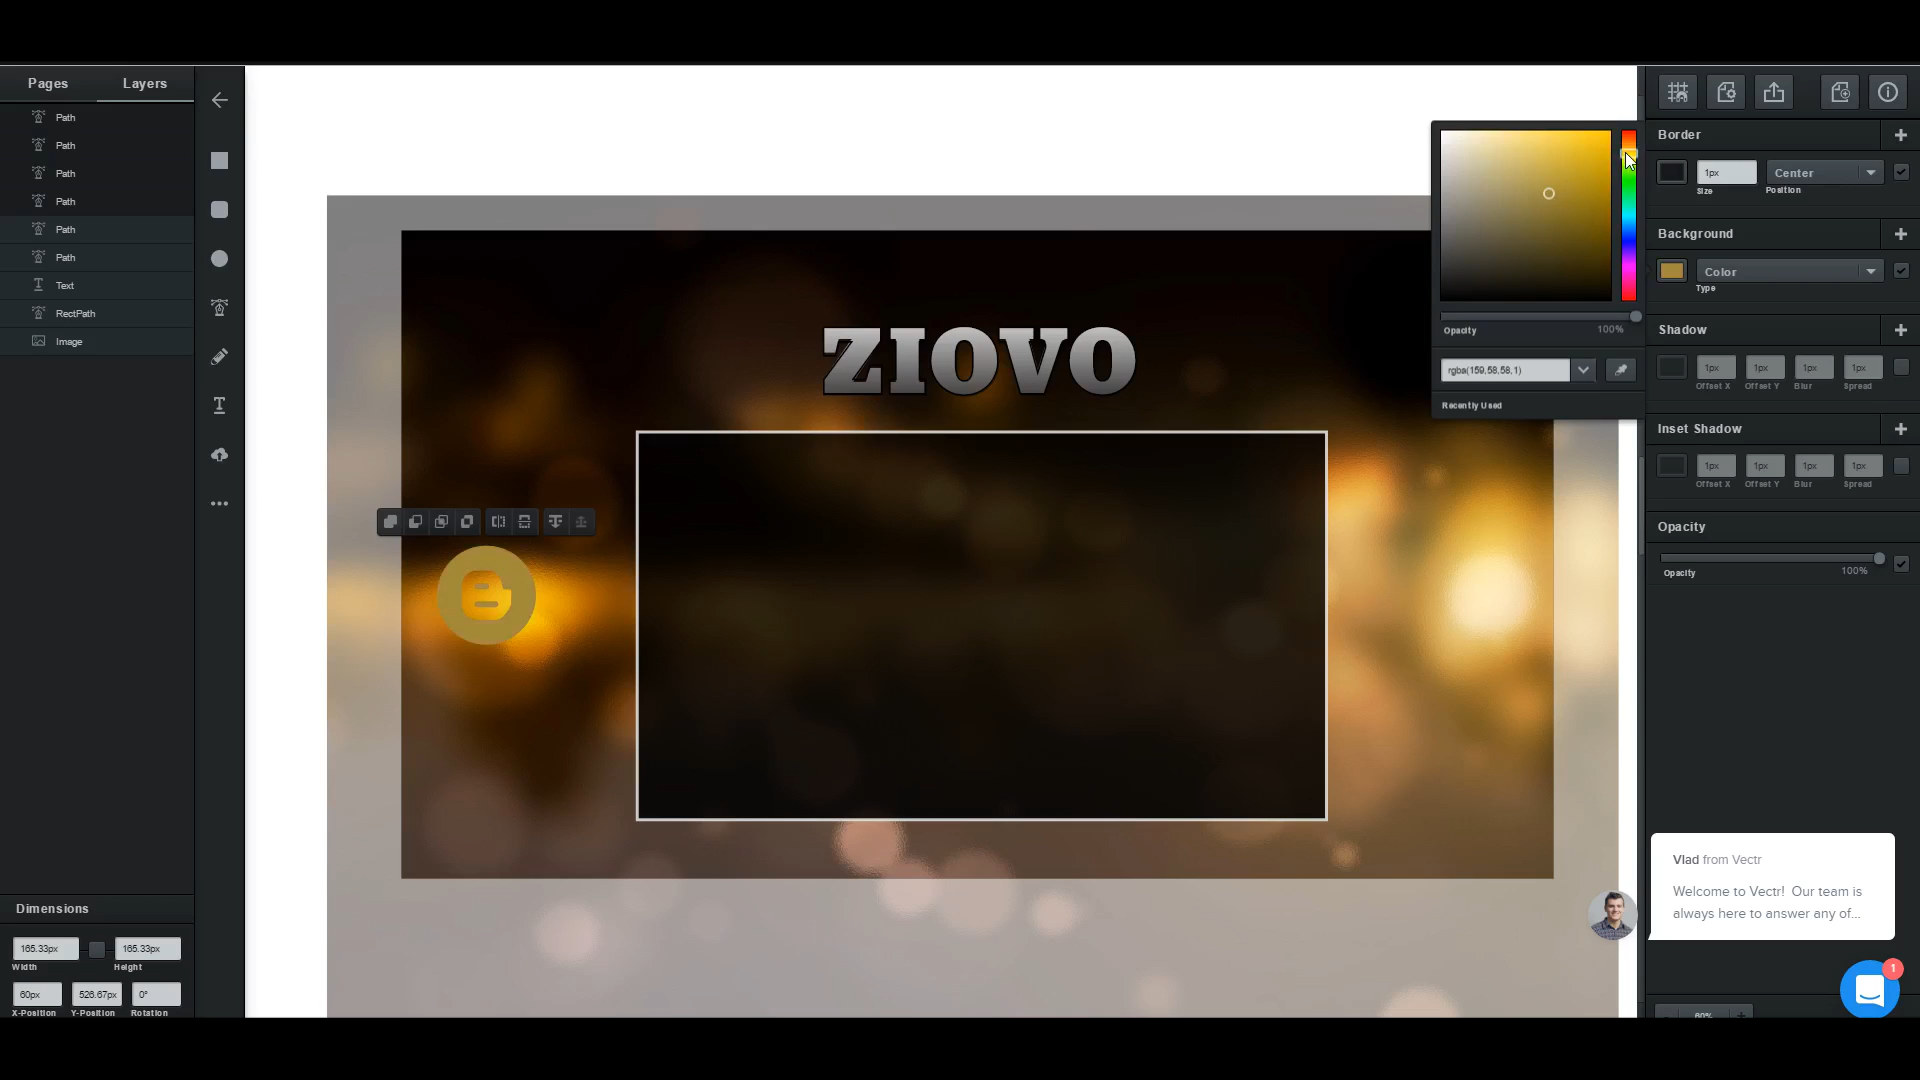 Pages
Layers
Path
Path
Path
Path
Path
Path
Text
RectPath
Image
Dimensions
165.33px
165.33px
Width
Height
60px
526.67px
0°
X-Position
Y-Position
Rotation
ZIOVO
Opacity
100%
rgba(159,58,58,1)
Recently Used
Border
1px
Center
Size
Position
Background
Color
Type
Shadow
1px
1px
1px
1px
Offset X
Offset Y
Blur
Spread
Inset Shadow
1px
1px
1px
1px
Offset X
Offset Y
Blur
Spread
Opacity
Opacity
100%
Vlad from Vectr
Welcome to Vectr! Our team is
always here to answer any of...
1
60%